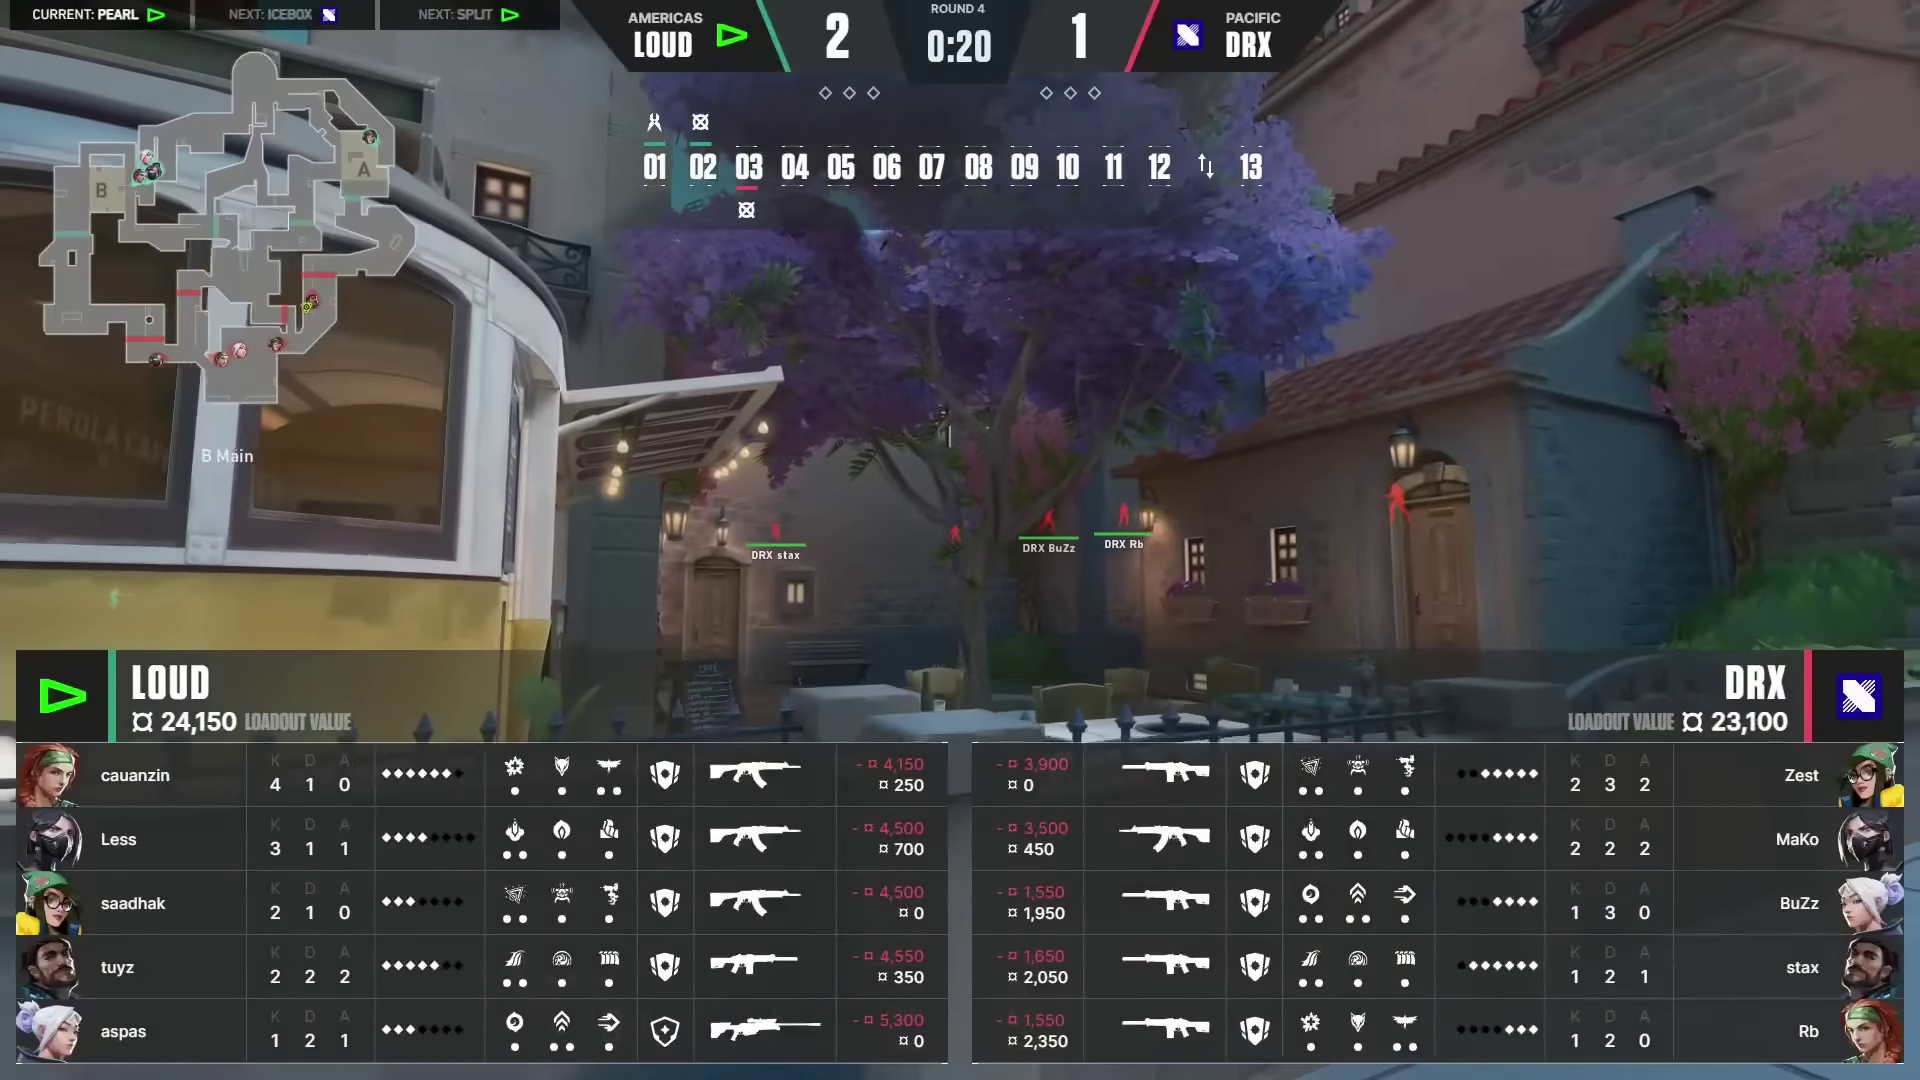 CURRENT: PEARL
NEXT: ICEBOX
NEXT: SPLIT
AMERICAS
LOUD
2
ROUND 4
0:20
1
PACIFIC
DRX
01 02 03 04 05 06 07 08 09 10 11 12 13
A
B
PEROLA CA
B Main
DRX stax
DRX BuZz
DRX Rb
CAFE
LOUD
24,150 LOADOUT VALUE
DRX
LOADOUT VALUE 23,100
cauanzin
K D A
4 1 0
- 4,150
250
- 3,900
0
K D A
2 3 2
Zest
Less
K D A
3 1 1
- 4,500
700
- 3,500
450
K D A
2 2 2
MaKo
saadhak
K D A
2 1 0
- 4,500
0
- 1,550
1,950
K D A
1 3 0
BuZz
tuyz
K D A
2 2 2
- 4,550
350
- 1,650
2,050
K D A
1 2 1
stax
aspas
K D A
1 2 1
- 5,300
0
- 1,550
2,350
K D A
1 2 0
Rb